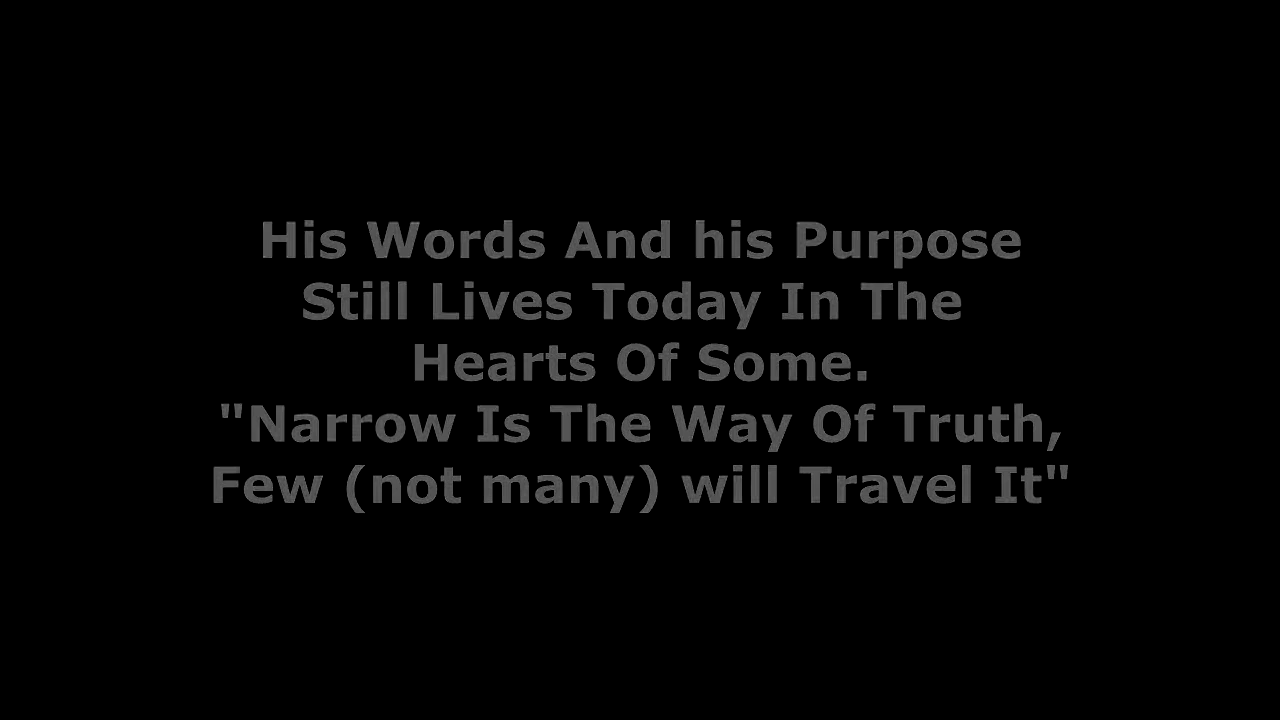 His Words And his Purpose
Still Lives Today In The
Hearts Of Some.
"Narrow Is The Way Of Truth,
Few (not many) will Travel It"